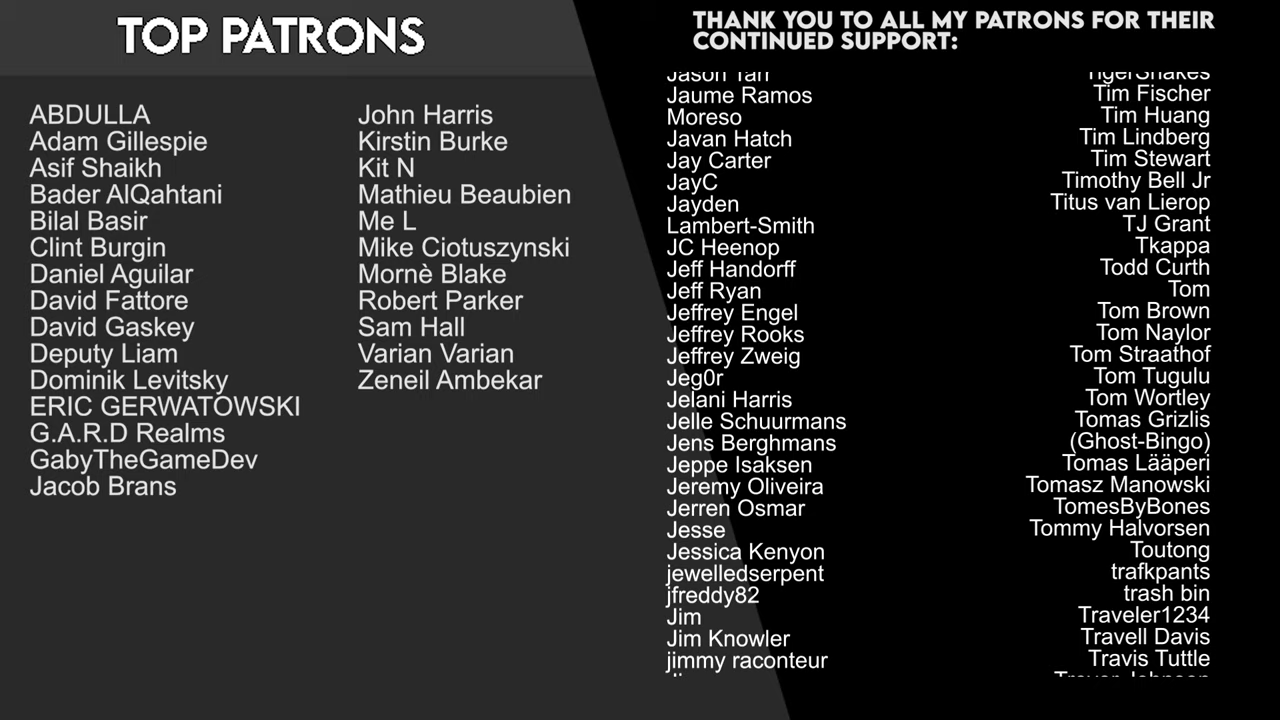 TOP PATRONS
ABDULLA
Adam Gillespie
Asif Shaikh
Bader AlQahtani
Bilal Basir
Clint Burgin
Daniel Aguilar
David Fattore
David Gaskey
Deputy Liam
Dominik Levitsky
ERIC GERWATOWSKI
G.A.R.D Realms
GabyTheGameDev
Jacob Brans
John Harris
Kirstin Burke
Kit N
Mathieu Beaubien
Me L
Mike Ciotuszynski
Mornè Blake
Robert Parker
Sam Hall
Varian Varian
Zeneil Ambekar
THANK YOU TO ALL MY PATRONS FOR THEIR
CONTINUED SUPPORT:
Jason Tan
Jaume Ramos
Moreso
Javan Hatch
Jay Carter
JayC
Jayden
Lambert-Smith
JC Heenop
Jeff Handorff
Jeff Ryan
Jeffrey Engel
Jeffrey Rooks
Jeffrey Zweig
Jeg0r
Jelani Harris
Jelle Schuurmans
Jens Berghmans
Jeppe Isaksen
Jeremy Oliveira
Jerren Osmar
Jesse
Jessica Kenyon
jewelledserpent
jfreddy82
Jim
Jim Knowler
jimmy raconteur
TigerShakes
Tim Fischer
Tim Huang
Tim Lindberg
Tim Stewart
Timothy Bell Jr
Titus van Lierop
TJ Grant
Tkappa
Todd Curth
Tom
Tom Brown
Tom Naylor
Tom Straathof
Tom Tugulu
Tom Wortley
Tomas Grizlis
(Ghost-Bingo)
Tomas Lääperi
Tomasz Manowski
TomesByBones
Tommy Halvorsen
Toutong
trafkpants
trash bin
Traveler1234
Travell Davis
Travis Tuttle